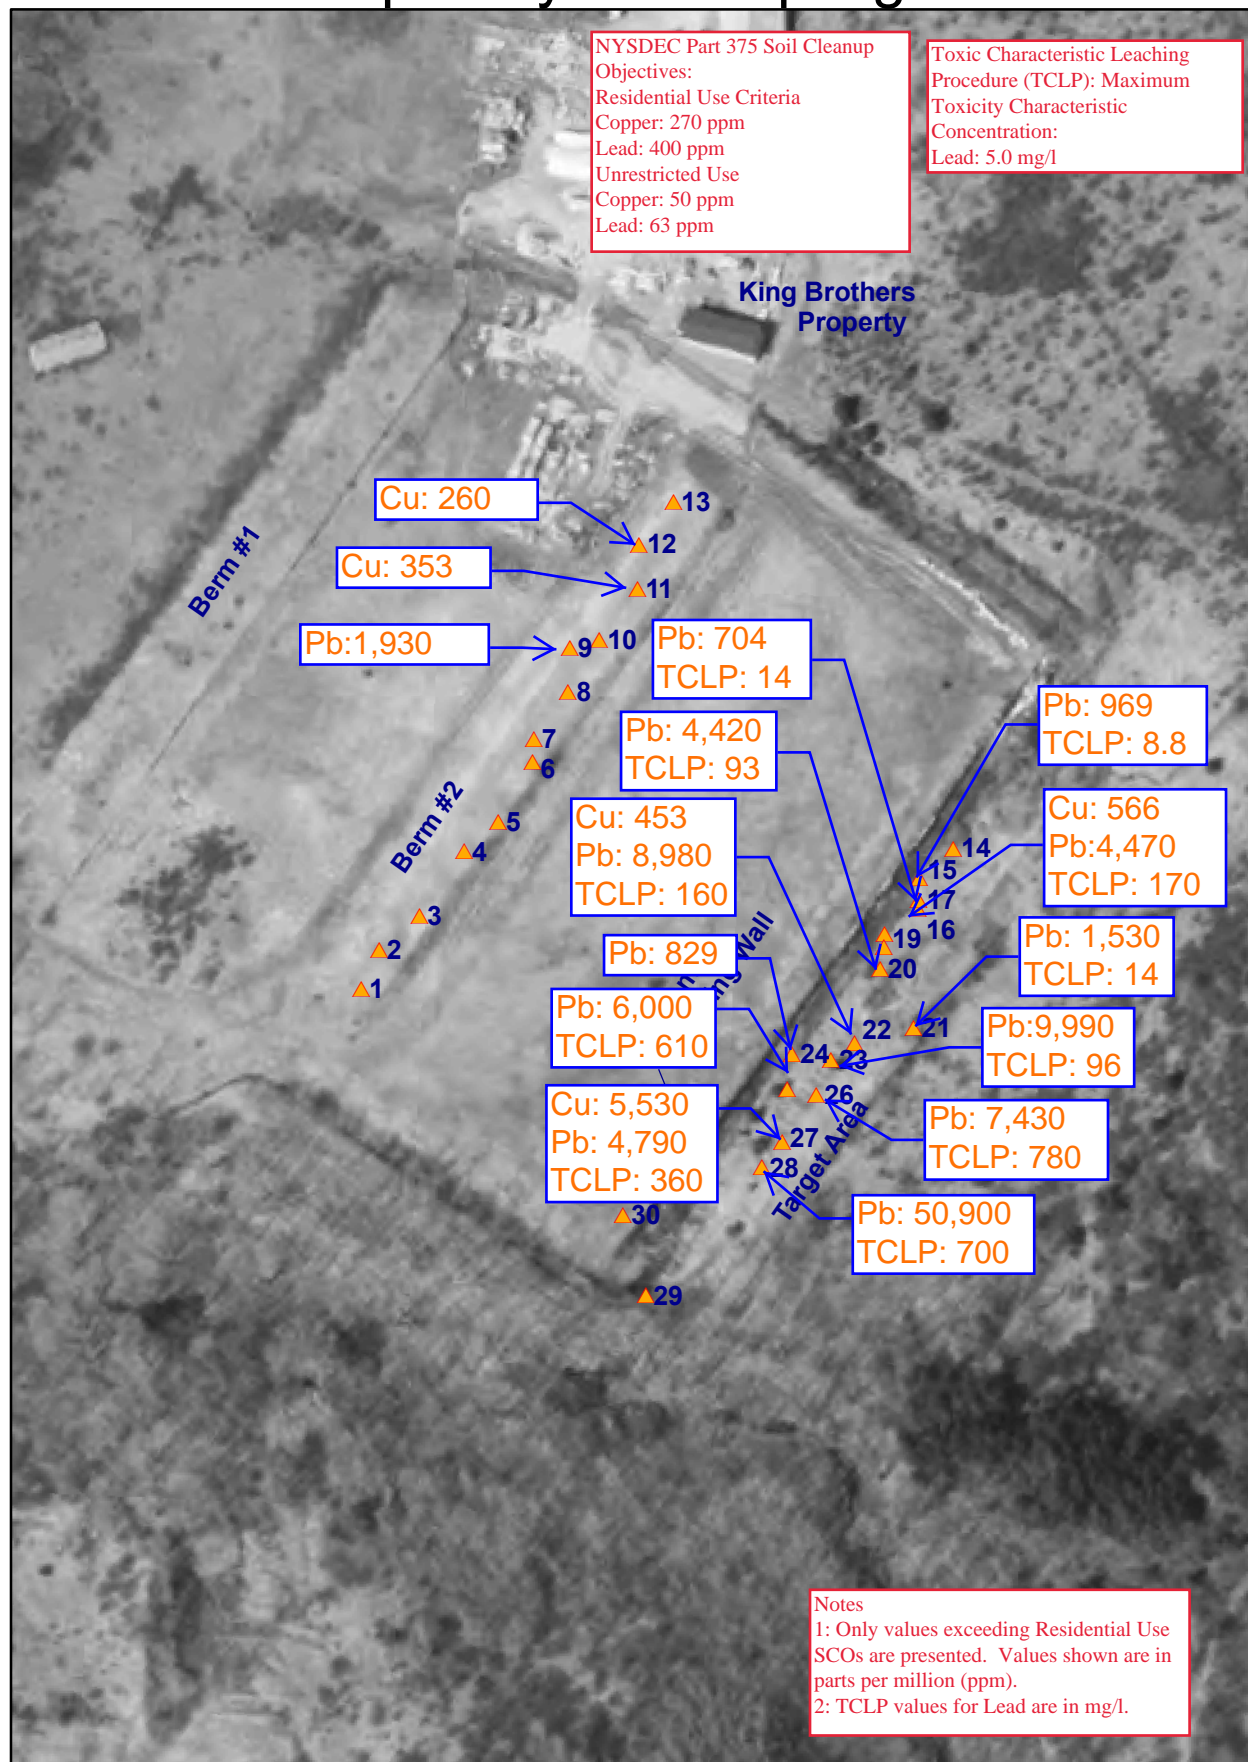 NYSDEC Part 375 Soil Cleanup
Objectives:
Residential Use Criteria
Copper: 270 ppm
Lead: 400 ppm
Unrestricted Use
Copper: 50 ppm
Lead: 63 ppm
Toxic Characteristic Leaching
Procedure (TCLP): Maximum
Toxicity Characteristic
Concentration:
Lead: 5.0 mg/l
King Brothers
Property
Berm #1
Berm #2
Cu: 260
Cu: 353
Pb:1,930
13
12
11
10
9
8
7
6
5
4
3
2
1
Pb: 704
TCLP: 14
Pb: 4,420
TCLP: 93
Cu: 453
Pb: 8,980
TCLP: 160
Pb: 829
Pb: 6,000
TCLP: 610
Cu: 5,530
Pb: 4,790
TCLP: 360
Pb: 969
TCLP: 8.8
Cu: 566
Pb:4,470
TCLP: 170
Pb: 1,530
TCLP: 14
Pb:9,990
TCLP: 96
Pb: 7,430
TCLP: 780
Pb: 50,900
TCLP: 700
14
15
17
16
19
20
21
22
23
24
26
27
28
30
29
Wall
Target Area
Notes
1: Only values exceeding Residential Use
SCOs are presented.  Values shown are in
parts per million (ppm).
2: TCLP values for Lead are in mg/l.